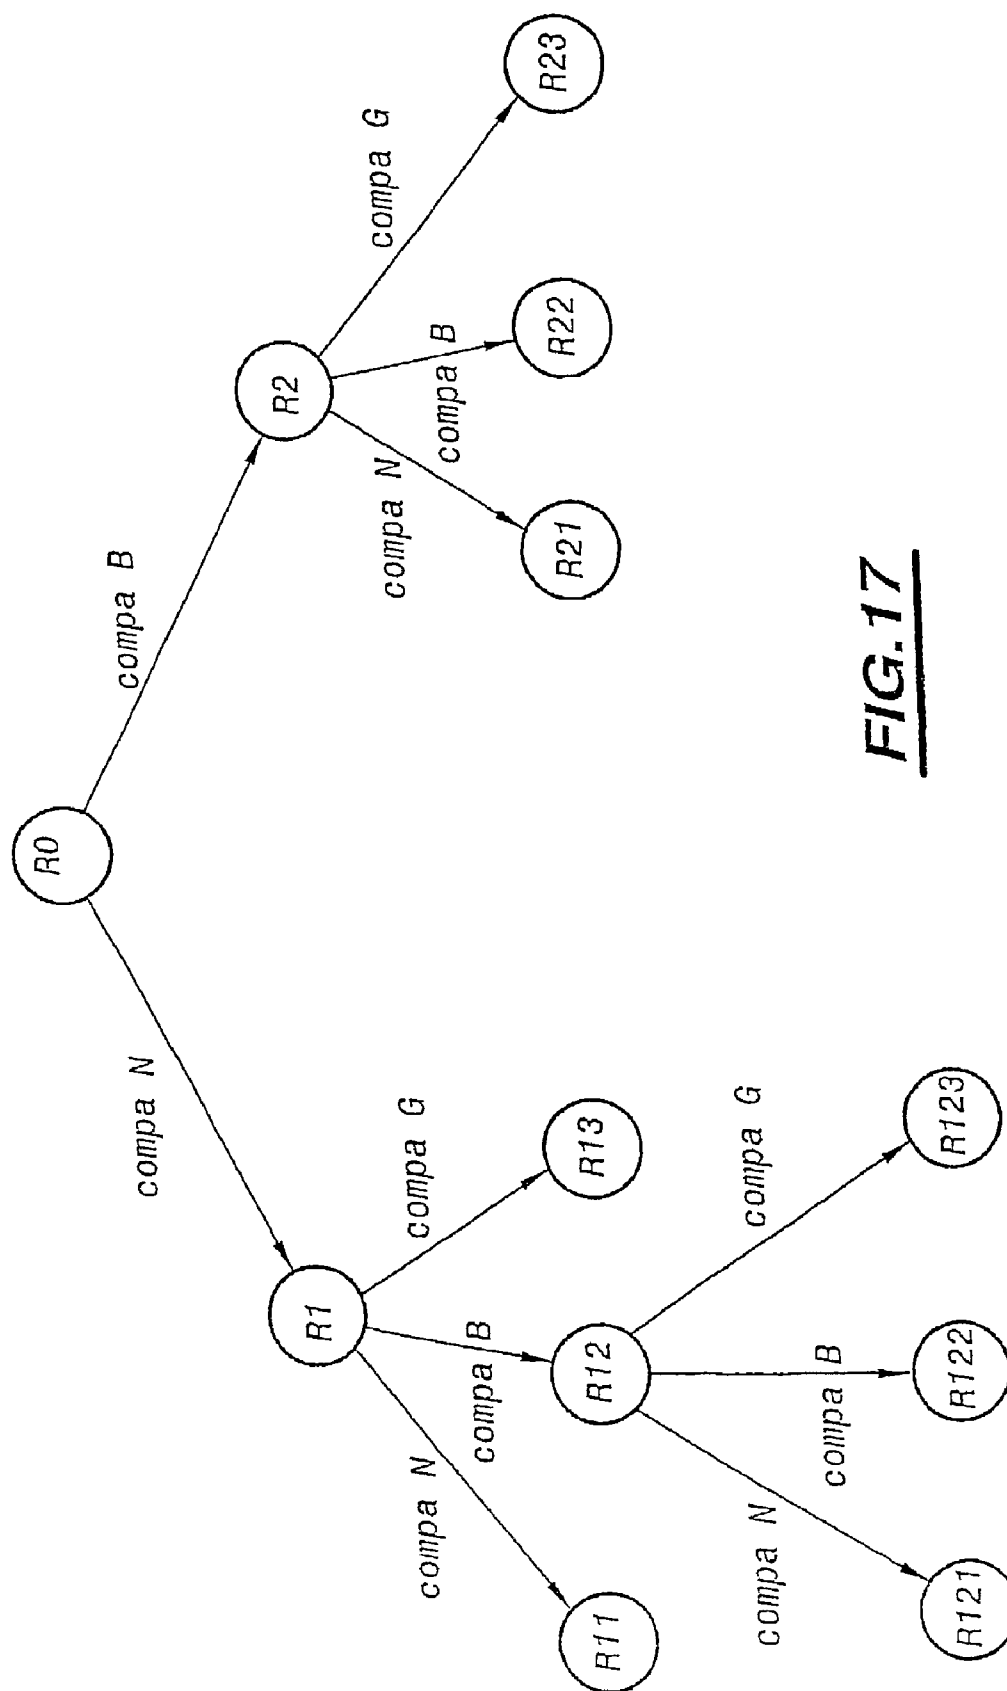 R0
compa N
compa B
R1
R2
compa N
compa B
compa G
compa N
compa B
compa G
R11
R12
R13
R21
R22
R23
compa N
compa B
compa G
R121
R122
R123
FIG.17